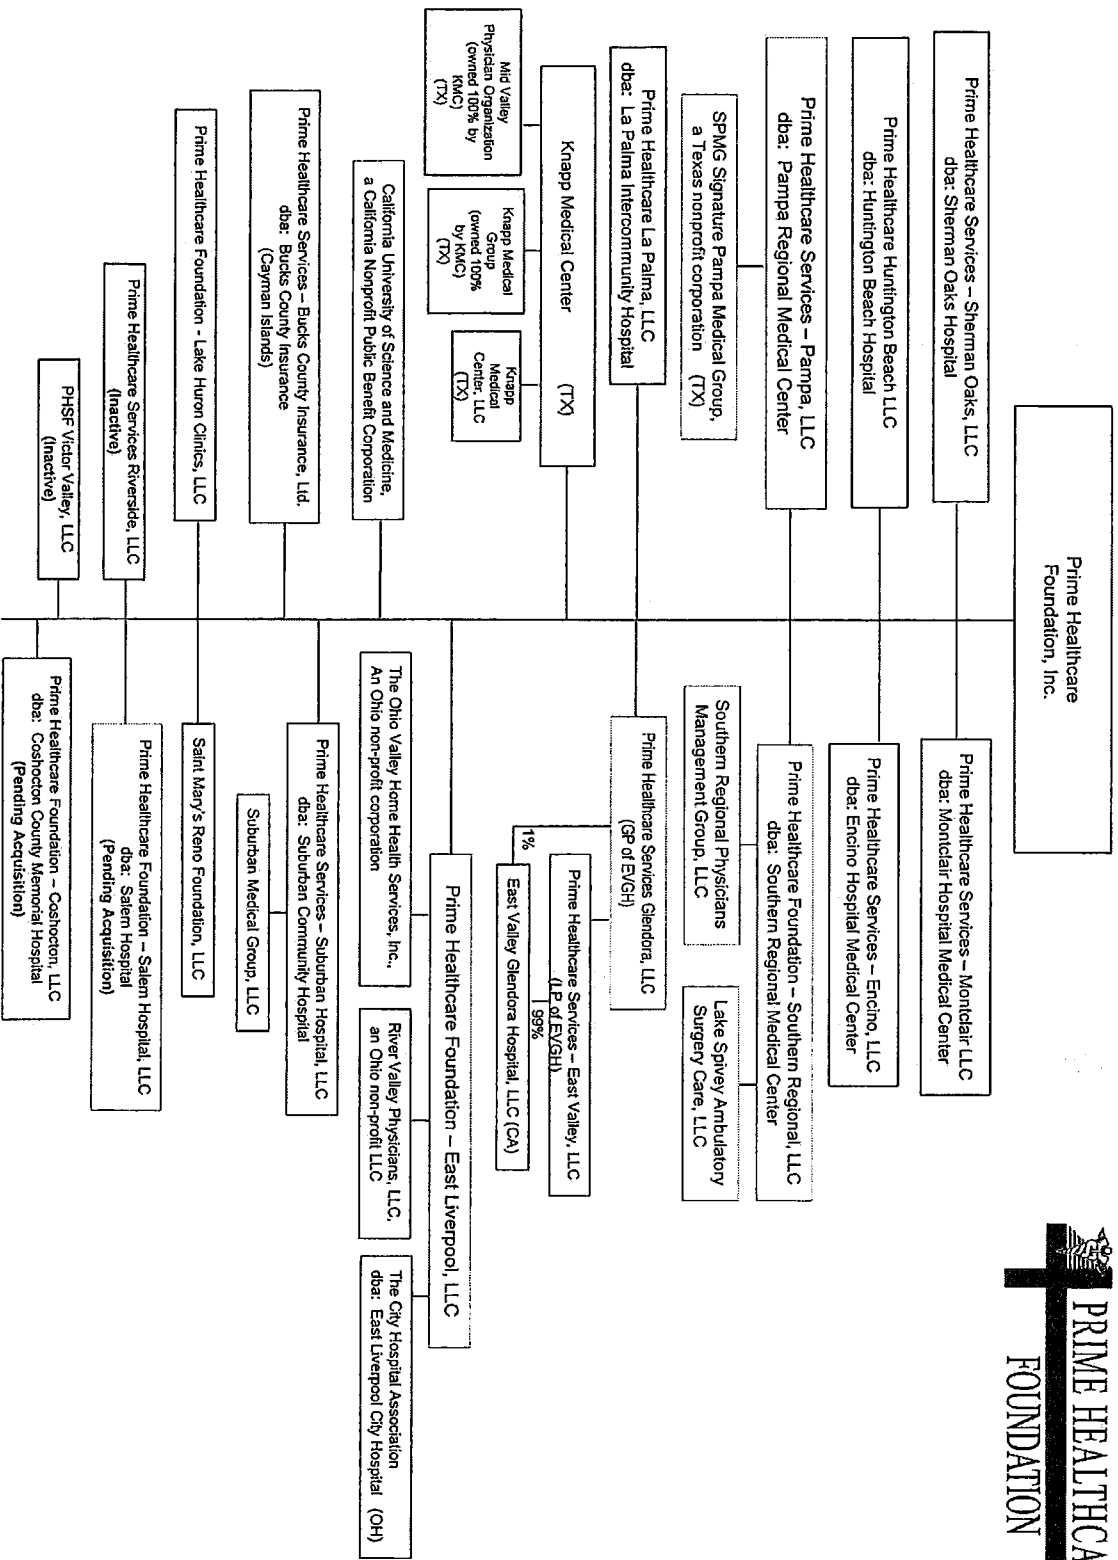 PRIME HEALTHCA
FOUNDATION
Prime Healthcare
Foundation, Inc.
Prime Healthcare Services – Sherman Oaks, LLC
dba: Sherman Oaks Hospital
Prime Healthcare Services – Montclair LLC
dba: Montclair Hospital Medical Center
Prime Healthcare Huntington Beach LLC
dba: Huntington Beach Hospital
Prime Healthcare Services – Encino, LLC
dba: Encino Hospital Medical Center
Prime Healthcare Services – Pampa, LLC
dba: Pampa Regional Medical Center
Prime Healthcare Foundation – Southern Regional, LLC
dba: Southern Regional Medical Center
SPMG Signature Pampa Medical Group,
a Texas nonprofit corporation (TX)
Southern Regional Physicians
Management Group, LLC
Lake Spivey Ambulatory
Surgery Care, LLC
Prime Healthcare La Palma, LLC
dba: La Palma Intercommunity Hospital
Prime Healthcare Services Glendora, LLC
(GP of EVGH)
Prime Healthcare Services – East Valley, LLC
(LP of EVGH)
1%
99%
East Valley Glendora Hospital, LLC (CA)
Knapp Medical Center (TX)
Mid Valley
Physician Organization
(owned 100% by
KMC)
(TX)
Knapp Medical
Group
(owned 100%
by KMC)
(TX)
Knapp
Medical
Center, LLC
(TX)
Prime Healthcare Foundation – East Liverpool, LLC
The Ohio Valley Home Health Services, Inc.,
An Ohio non-profit corporation
River Valley Physicians, LLC,
an Ohio non-profit LLC
The City Hospital Association
dba: East Liverpool City Hospital (OH)
California University of Science and Medicine,
a California Nonprofit Public Benefit Corporation
Prime Healthcare Services – Bucks County Insurance, Ltd.
dba: Bucks County Insurance
(Cayman Islands)
Prime Healthcare Services – Suburban Hospital, LLC
dba: Suburban Community Hospital
Suburban Medical Group, LLC
Prime Healthcare Foundation - Lake Huron Clinics, LLC
Saint Mary's Reno Foundation, LLC
Prime Healthcare Services Riverside, LLC
(Inactive)
Prime Healthcare Foundation – Salem Hospital, LLC
dba: Salem Hospital
(Pending Acquisition)
PHSF Victor Valley, LLC
(Inactive)
Prime Healthcare Foundation – Coshocton, LLC
dba: Coshocton County Memorial Hospital
(Pending Acquisition)